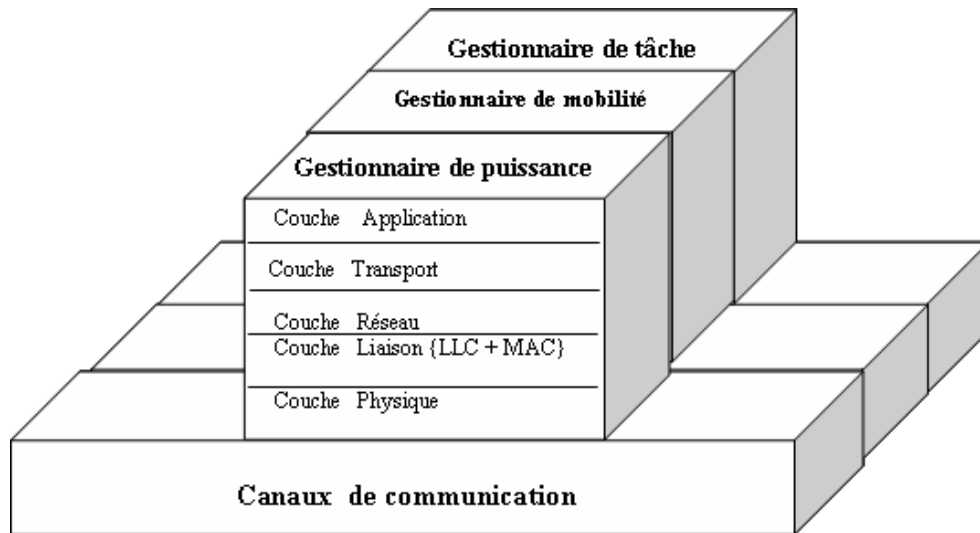 Gestionnaire de tâche
Gestionnaire de mobilité
Gestionnaire de puissance
Couche Application
Couche Transport
Couche Réseau
Couche Liaison {LLC + MAC}
Couche Physique
Canaux de communication